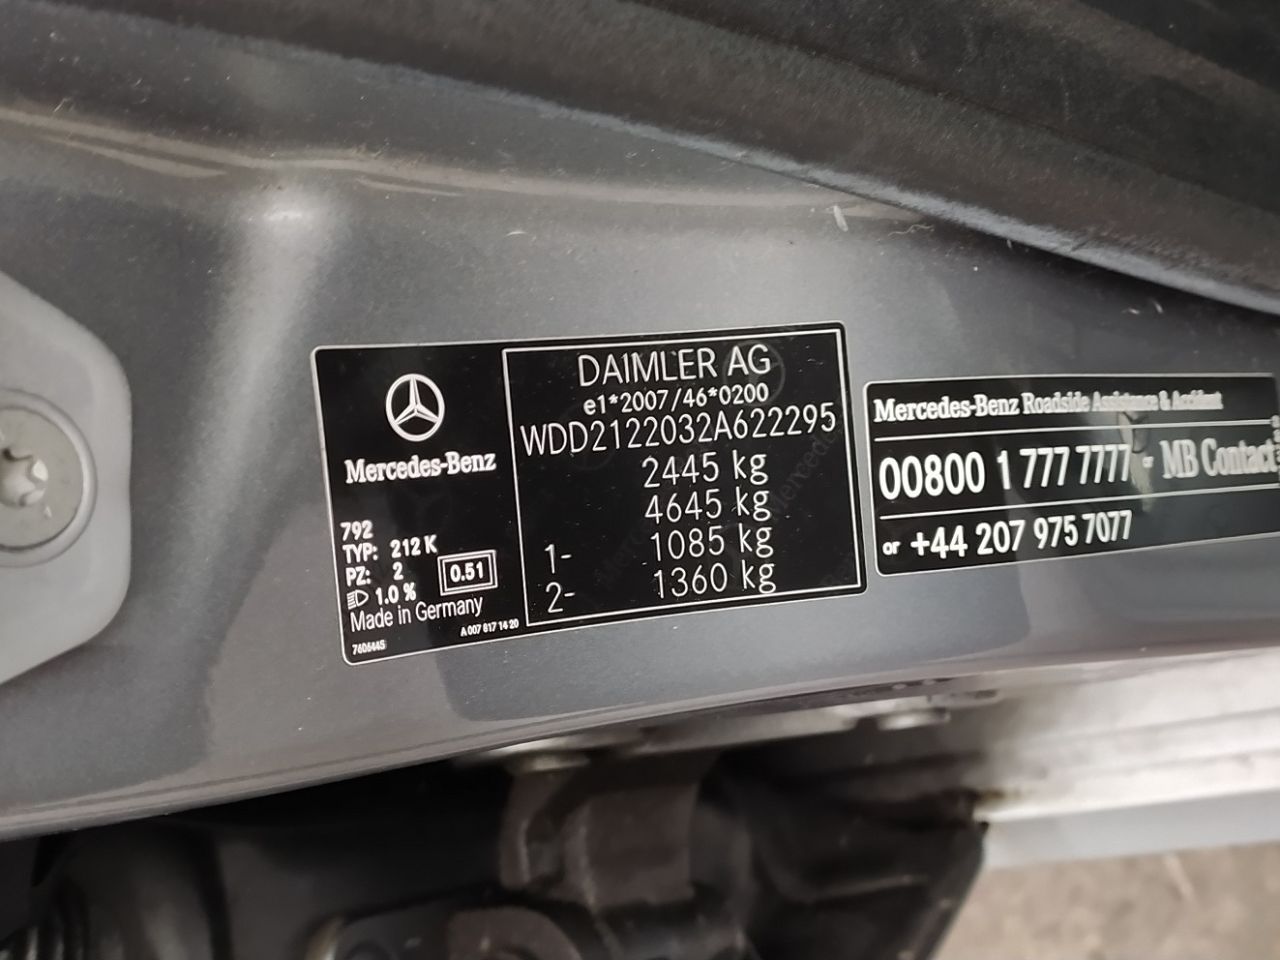 Mercedes-Benz
792
TYP: 212 K
PZ: 2
1.0 %
0.51
Made in Germany
7606445
A 007 817 14 20
DAIMLER AG
e1*2007/46*0200
WDD2122032A622295
2445 kg
4645 kg
1- 1085 kg
2- 1360 kg
Mercedes-Benz Roadside Assistance & Accident
00800 1 777 7777 - MB Contact
or +44 207 975 7077